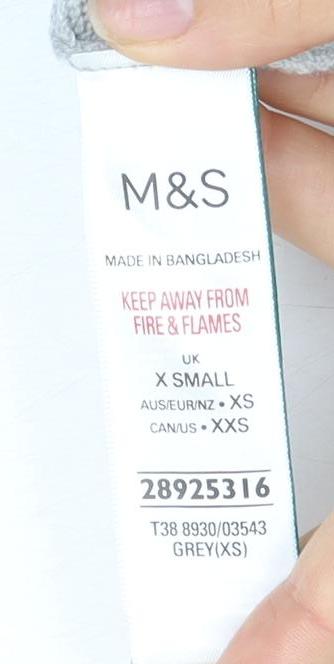 M&S
MADE IN BANGLADESH
KEEP AWAY FROM
FIRE & FLAMES
UK
X SMALL
AUS/EUR/NZ • XS
CAN/US • XXS
28925316
T38 8930/03543
GREY(XS)